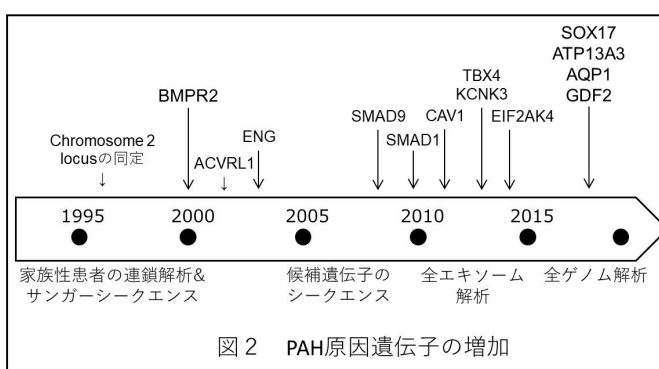 SOX17
ATP13A3
AQP1
GDF2
TBX4
KCNK3
BMPR2
SMAD9
CAV1
EIF2AK4
ENG
SMAD1
Chromosome 2
locusの同定
ACVRL1
↓
↓
1995 2000 2005 2010 2015
家族性患者の連鎖解析&
サンガーシークエンス
候補遺伝子の
シークエンス
全エキソーム
解析
全ゲノム解析
図２ PAH原因遺伝子の増加